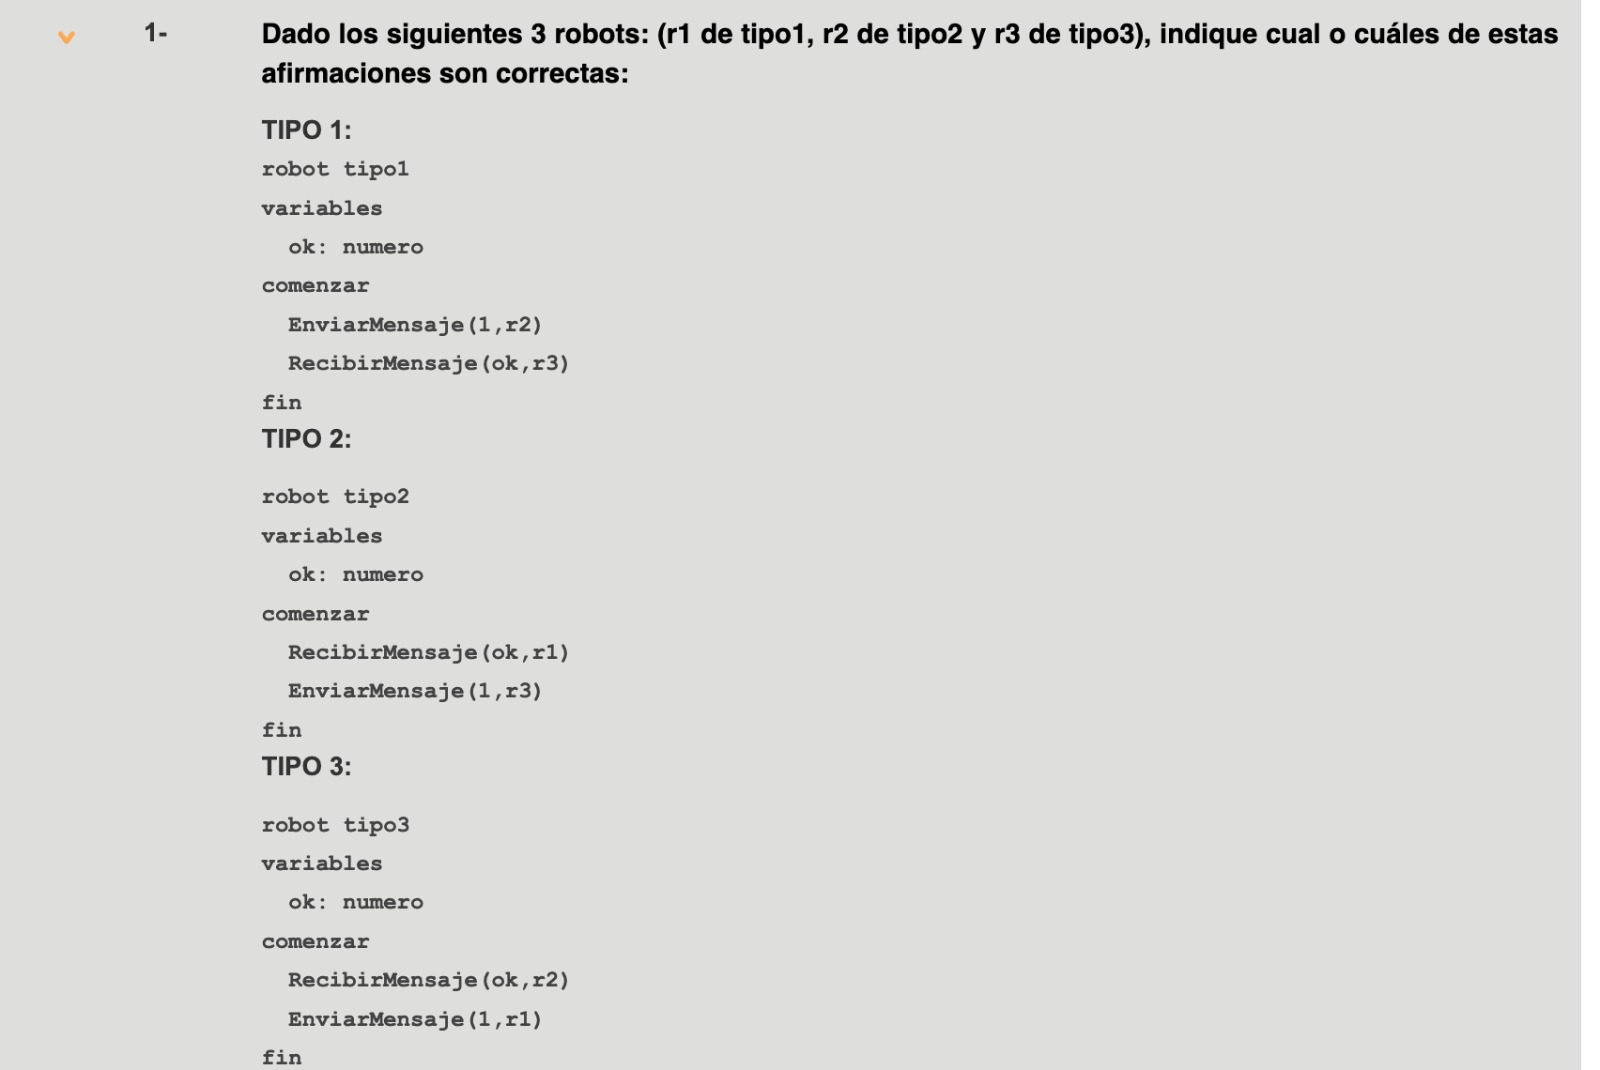 1- Dado los siguientes 3 robots: (r1 de tipo1, r2 de tipo2 y r3 de tipo3), indique cual o cuáles de estas
afirmaciones son correctas:
TIPO 1:
robot tipo1
variables
ok: numero
comenzar
EnviarMensaje(1,r2)
RecibirMensaje(ok,r3)
fin
TIPO 2:
robot tipo2
variables
ok: numero
comenzar
RecibirMensaje(ok,r1)
EnviarMensaje(1,r3)
fin
TIPO 3:
robot tipo3
variables
ok: numero
comenzar
RecibirMensaje(ok,r2)
EnviarMensaje(1,r1)
fin